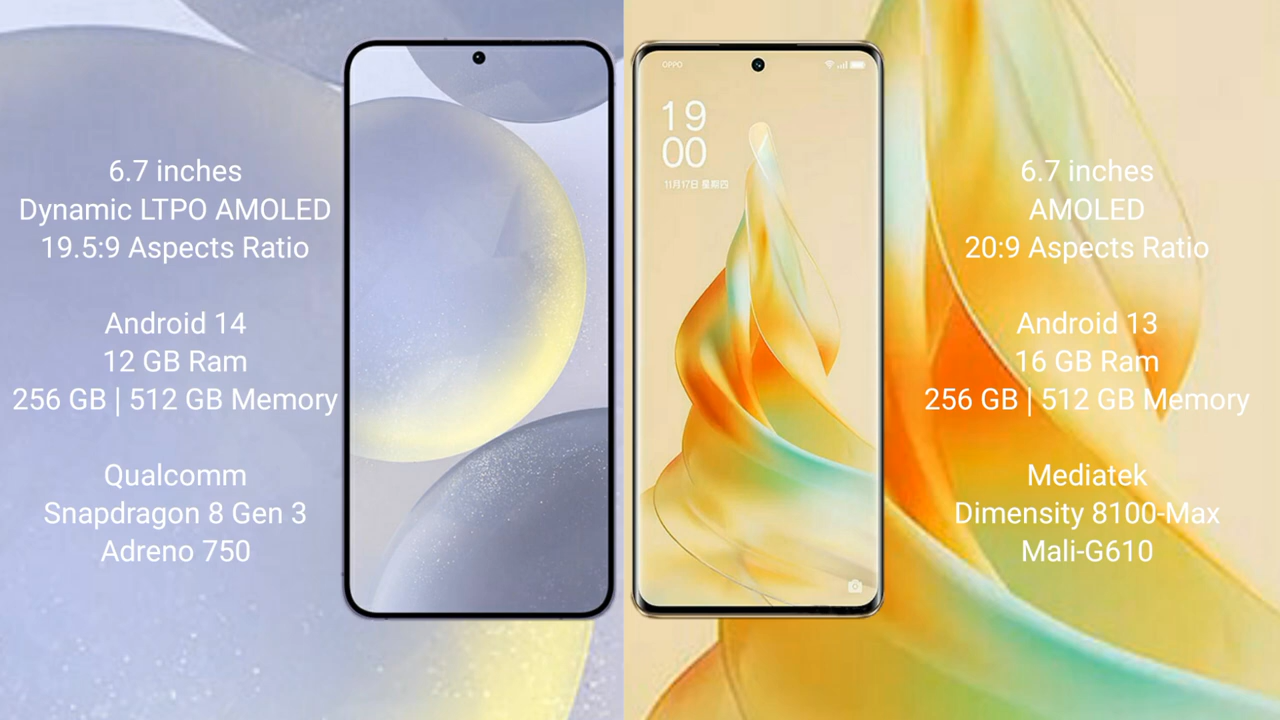 6.7 inches
Dynamic LTPO AMOLED
19.5:9 Aspects Ratio
Android 14
12 GB Ram
256 GB | 512 GB Memory
Qualcomm
Snapdragon 8 Gen 3
Adreno 750
OPPO
19
00
11月17日 星期四
6.7 inches
AMOLED
20:9 Aspects Ratio
Android 13
16 GB Ram
256 GB | 512 GB Memory
Mediatek
Dimensity 8100-Max
Mali-G610